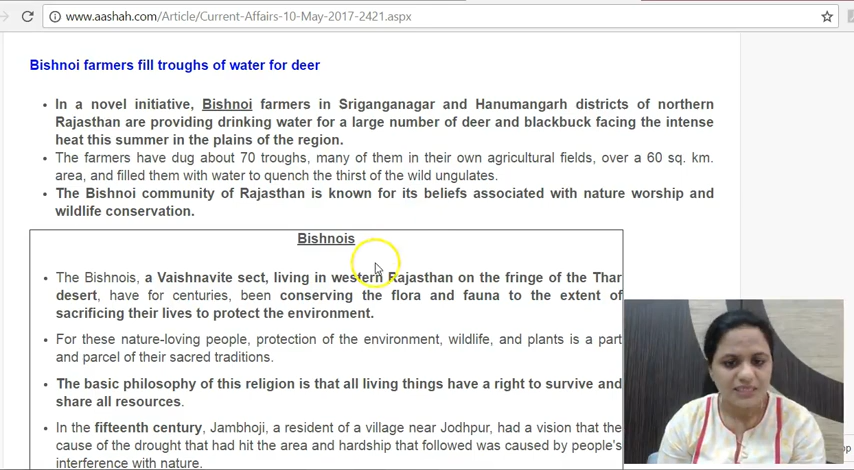 www.aashah.com/Article/Current-Affairs-10-May-2017-2421.aspx
Bishnoi farmers fill troughs of water for deer
• In a novel initiative, Bishnoi farmers in Sriganganagar and Hanumangarh districts of northern
Rajasthan are providing drinking water for a large number of deer and blackbuck facing the intense
heat this summer in the plains of the region.
• The farmers have dug about 70 troughs, many of them in their own agricultural fields, over a 60 sq. km.
area, and filled them with water to quench the thirst of the wild ungulates.
• The Bishnoi community of Rajasthan is known for its beliefs associated with nature worship and
wildlife conservation.
Bishnois
• The Bishnois, a Vaishnavite sect, living in western Rajasthan on the fringe of the Thar
desert, have for centuries, been conserving the flora and fauna to the extent of
sacrificing their lives to protect the environment.
• For these nature-loving people, protection of the environment, wildlife, and plants is a part
and parcel of their sacred traditions.
• The basic philosophy of this religion is that all living things have a right to survive and
share all resources.
• In the fifteenth century, Jambhoji, a resident of a village near Jodhpur, had a vision that the
cause of the drought that had hit the area and hardship that followed was caused by people's
interference with nature.